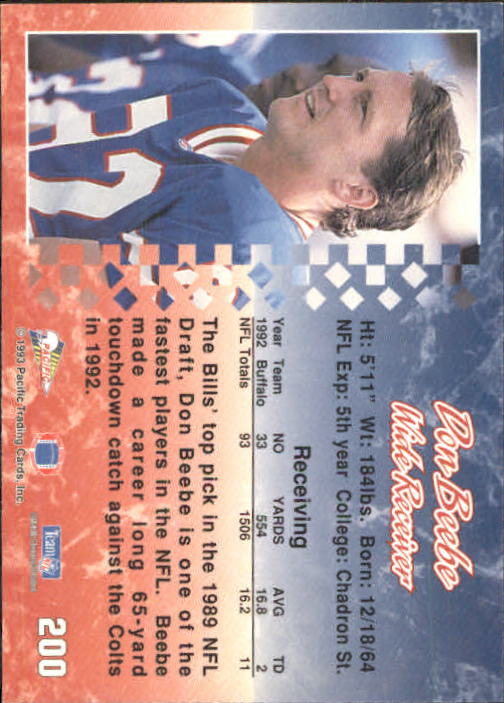 Don Beebe
Wide Receiver
Ht: 5'11" Wt: 184lbs. Born: 12/18/64
NFL Exp: 5th year College: Chadron St.
Receiving
Year Team NO YARDS AVG TD
1992 Buffalo 33 554 16.8 2
NFL Totals 93 1506 16.2 11
The Bills' top pick in the 1989 NFL
Draft, Don Beebe is one of the
fastest players in the NFL. Beebe
made a career long 65-yard
touchdown catch against the Colts
in 1992.
PACIFIC
© 1993 Pacific Trading Cards, Inc.
Team NFL
200